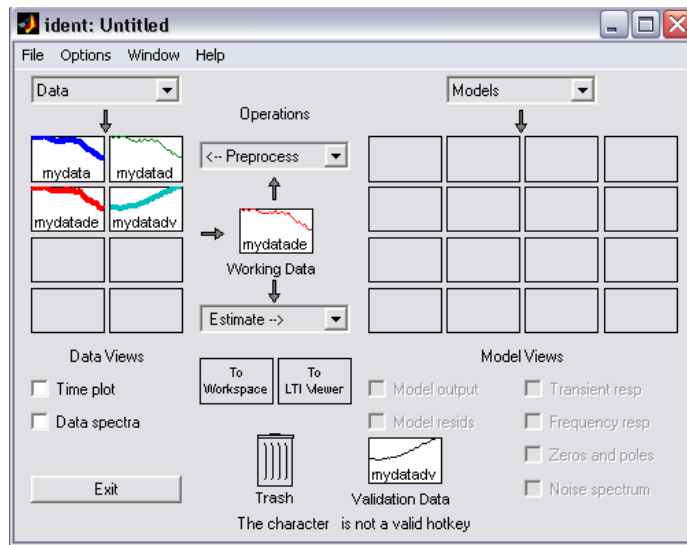 ident: Untitled
File Options Window Help
Data
Models
Operations
<-- Preprocess
mydata
mydatad
mydatade
mydatadv
mydatade
Working Data
Estimate -->
Data Views
Model Views
Time plot
Data spectra
To Workspace
To LTI Viewer
Model output
Transient resp
Model resids
Frequency resp
Zeros and poles
Noise spectrum
mydatadv
Exit
Trash
Validation Data
The character is not a valid hotkey